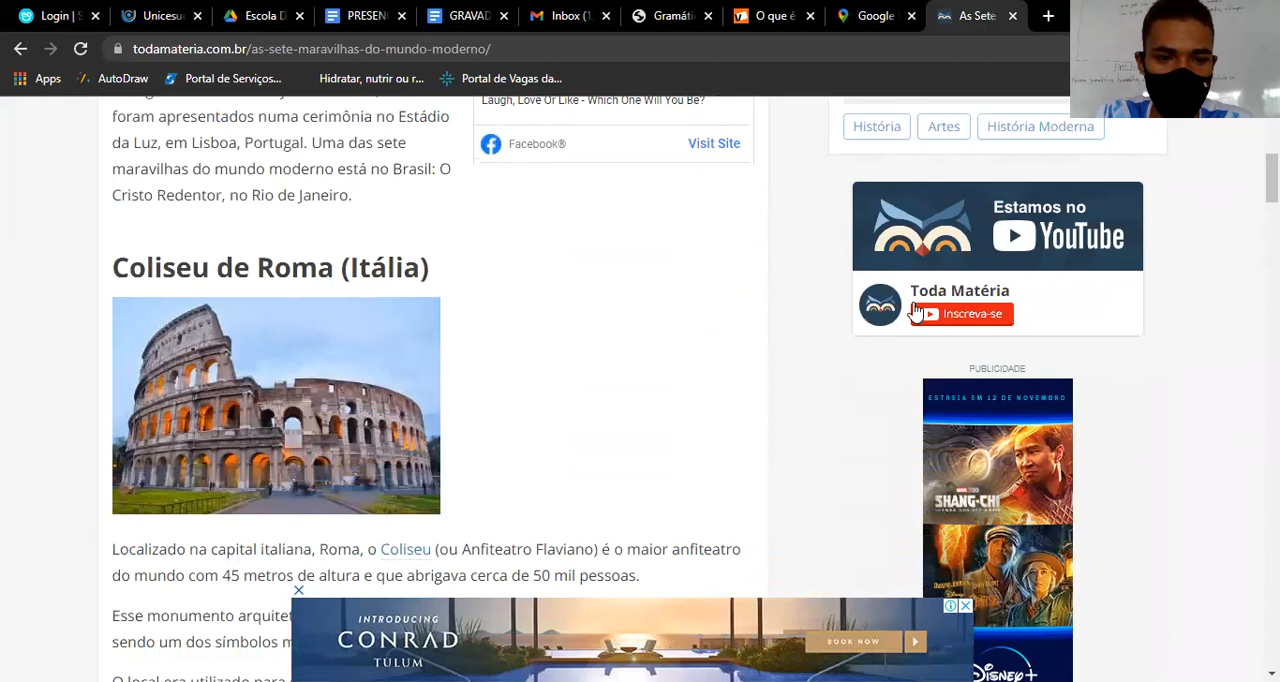 Login | S
Unicesu
Escola D
PRESEN
GRAVAD
Inbox (1
Gramáti
O que é
Google
As Sete
todamateria.com.br/as-sete-maravilhas-do-mundo-moderno/
Apps
AutoDraw
Portal de Serviços...
Hidratar, nutrir ou r...
Portal de Vagas da...
foram apresentados numa cerimônia no Estádio
da Luz, em Lisboa, Portugal. Uma das sete
maravilhas do mundo moderno está no Brasil: O
Cristo Redentor, no Rio de Janeiro.
Laugh, Love Or Like - Which One Will You Be?
Facebook®
Visit Site
História
Artes
História Moderna
Estamos no
YouTube
Toda Matéria
Inscreva-se
PUBLICIDADE
ESTREIA EM 12 DE NOVEMBRO
SHANG-CHI
DISNEY+
Coliseu de Roma (Itália)
Localizado na capital italiana, Roma, o Coliseu (ou Anfiteatro Flaviano) é o maior anfiteatro
do mundo com 45 metros de altura e que abrigava cerca de 50 mil pessoas.
Esse monumento arquitet
sendo um dos símbolos m
O local era utilizado para
INTRODUCING
CONRAD
TULUM
BOOK NOW